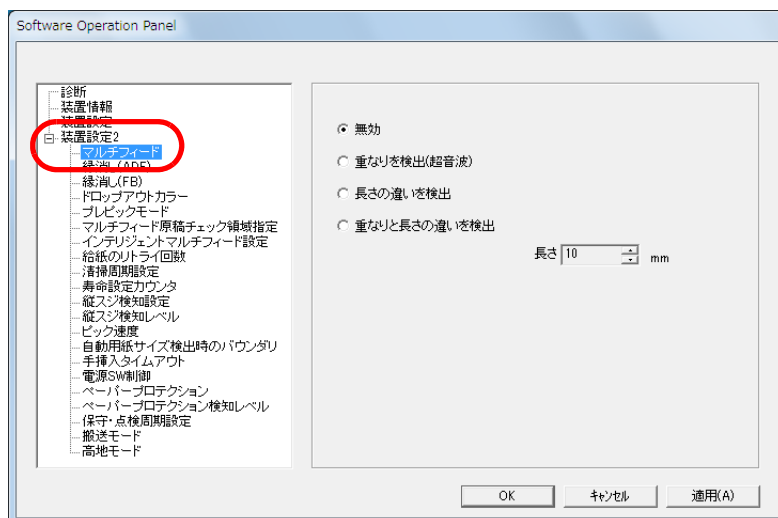 Software Operation Panel
診断
装置情報
装置設定
装置設定2
マルチフィード
縁消し(ADF)
縁消し(FB)
ドロップアウトカラー
プレピックモード
マルチフィード原稿チェック領域指定
インテリジェントマルチフィード設定
給紙のリトライ回数
清掃周期設定
寿命設定カウンタ
縦スジ検知設定
縦スジ検知レベル
ピック速度
自動用紙サイズ検出時のバウンダリ
手挿入タイムアウト
電源SW制御
ペーパープロテクション
ペーパープロテクション検知レベル
保守・点検周期設定
搬送モード
高地モード
無効
重なりを検出(超音波)
長さの違いを検出
重なりと長さの違いを検出
長さ 10 mm
OK キャンセル 適用(A)